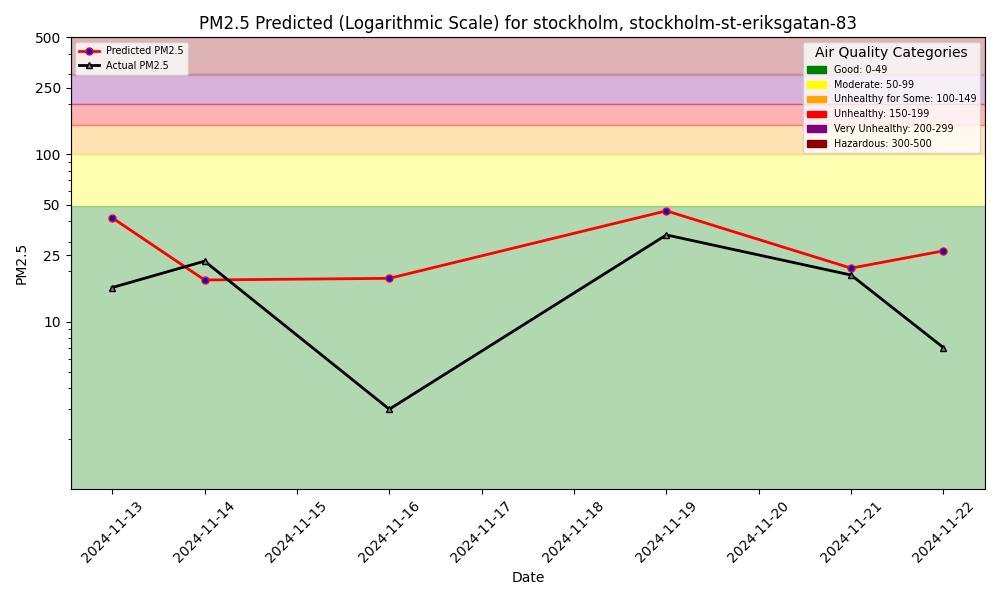 PM2.5 Predicted (Logarithmic Scale) for stockholm, stockholm-st-eriksgatan-83
Predicted PM2.5
Actual PM2.5
Air Quality Categories
Good: 0-49
Moderate: 50-99
Unhealthy for Some: 100-149
Unhealthy: 150-199
Very Unhealthy: 200-299
Hazardous: 300-500
500
250
100
50
25
10
PM2.5
2024-11-13
2024-11-14
2024-11-15
2024-11-16
2024-11-17
2024-11-18
2024-11-19
2024-11-20
2024-11-21
2024-11-22
Date